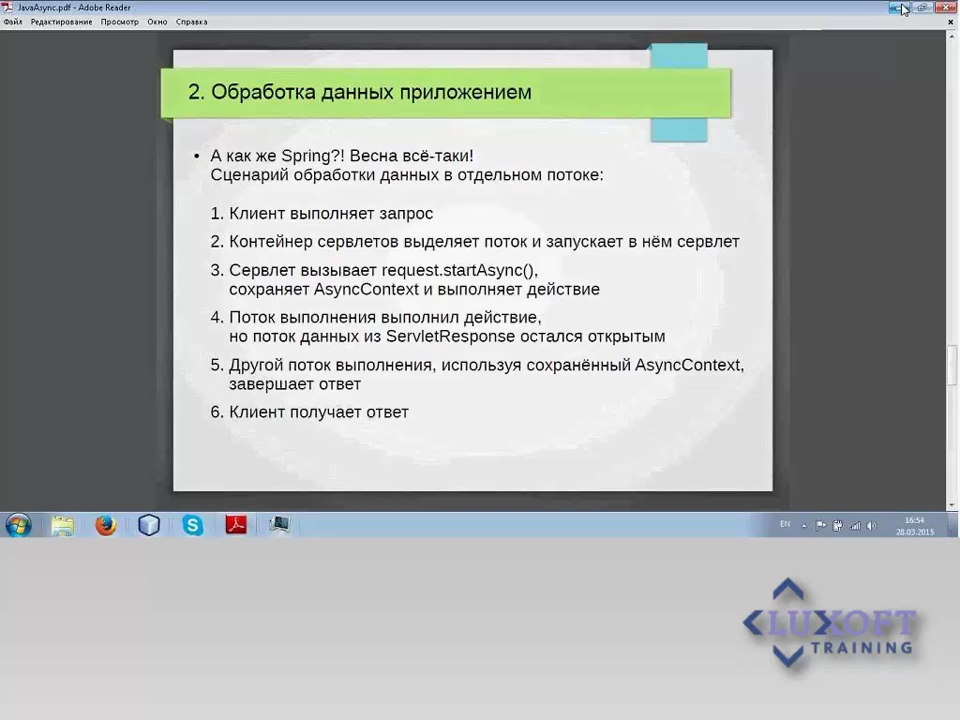 JavaAsync.pdf - Adobe Reader
Файл Редактирование Просмотр Окно Справка
2. Обработка данных приложением
• А как же Spring?! Весна всё-таки!
Сценарий обработки данных в отдельном потоке:
1. Клиент выполняет запрос
2. Контейнер сервлетов выделяет поток и запускает в нём сервлет
3. Сервлет вызывает request.startAsync(),
сохраняет AsyncContext и выполняет действие
4. Поток выполнения выполнил действие,
но поток данных из ServletResponse остался открытым
5. Другой поток выполнения, используя сохранённый AsyncContext,
завершает ответ
6. Клиент получает ответ
EN
16:54
28.03.2015
LUXOFT
TRAINING